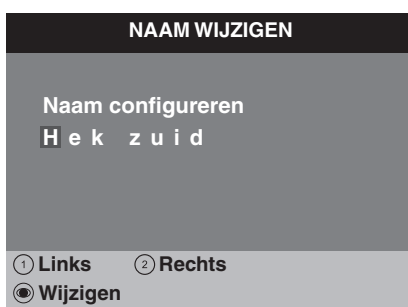 NAAM WIJZIGEN
Naam configureren
Hek zuid
1 Links 2 Rechts
Wijzigen